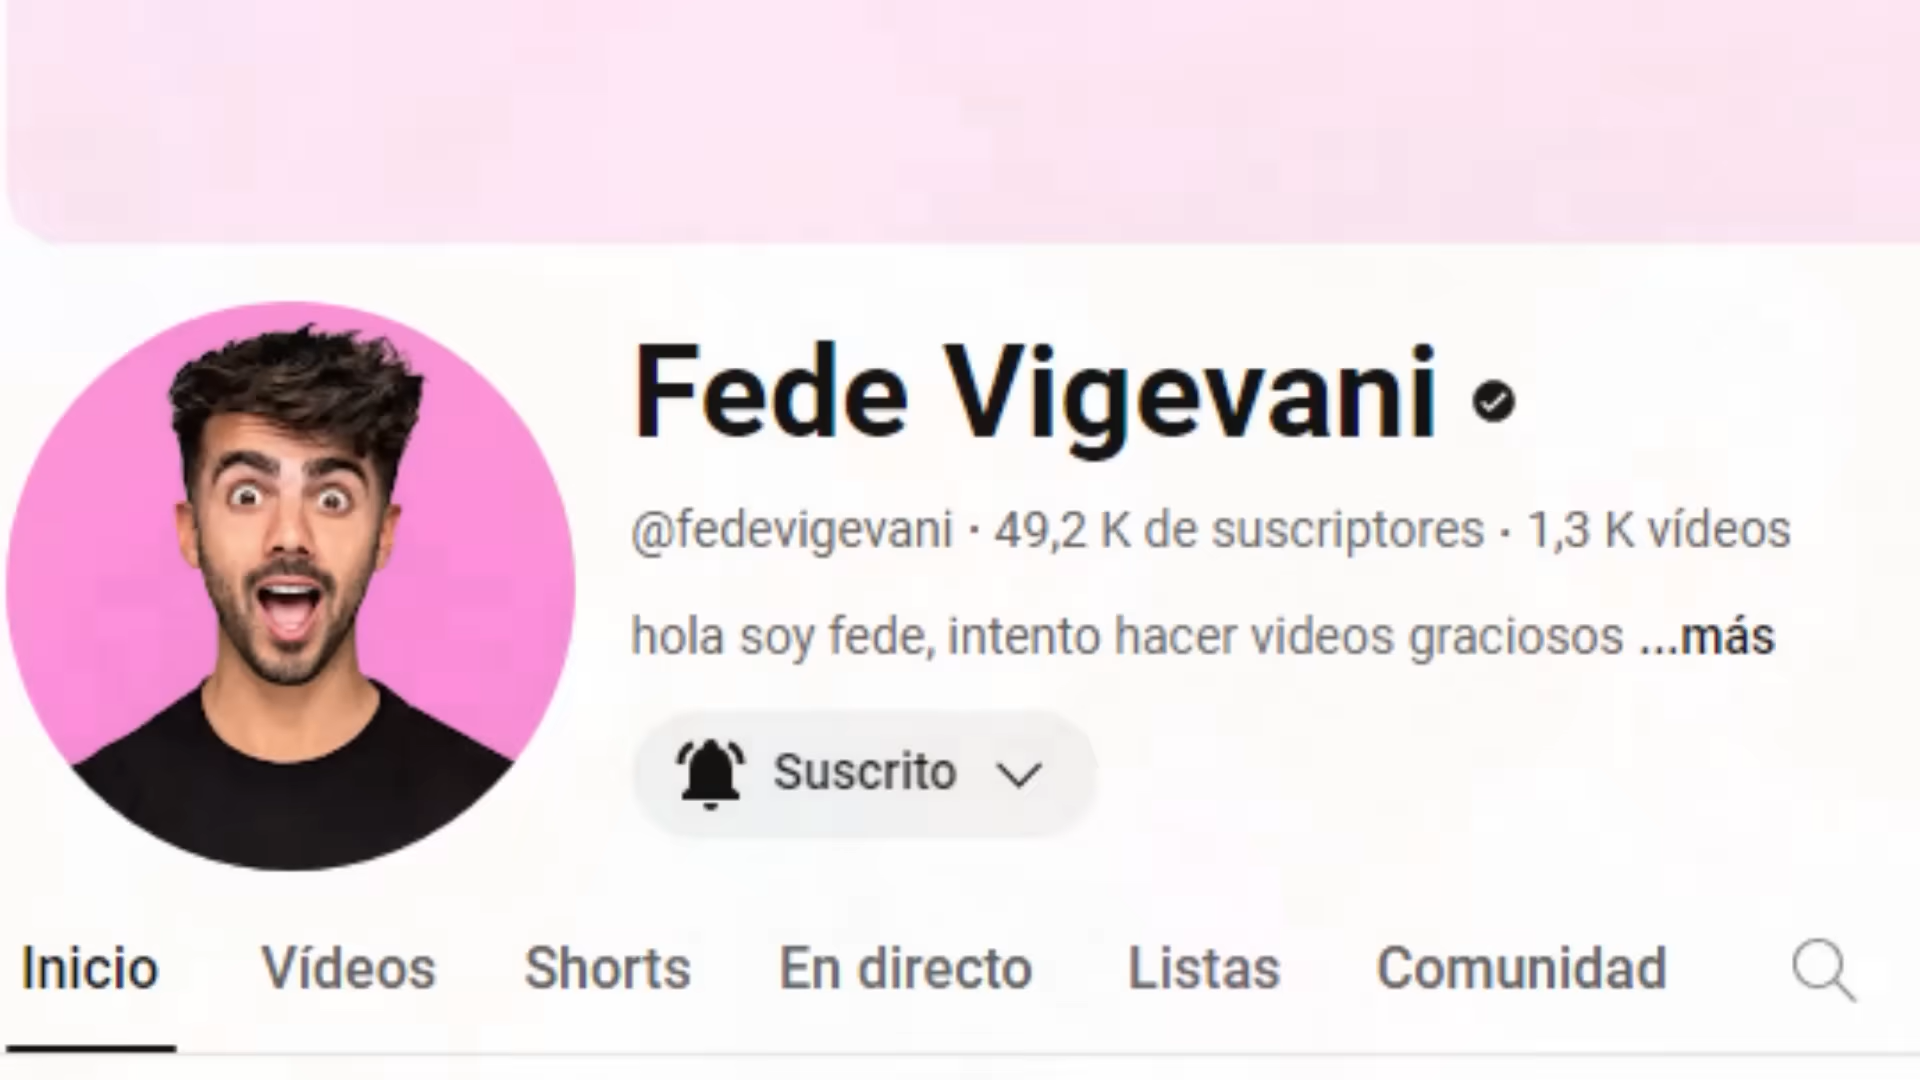 Fede Vigevani
@fedevigevani · 49,2 K de suscriptores · 1,3 K vídeos
hola soy fede, intento hacer videos graciosos ...más
Suscrito
Inicio Vídeos Shorts En directo Listas Comunidad